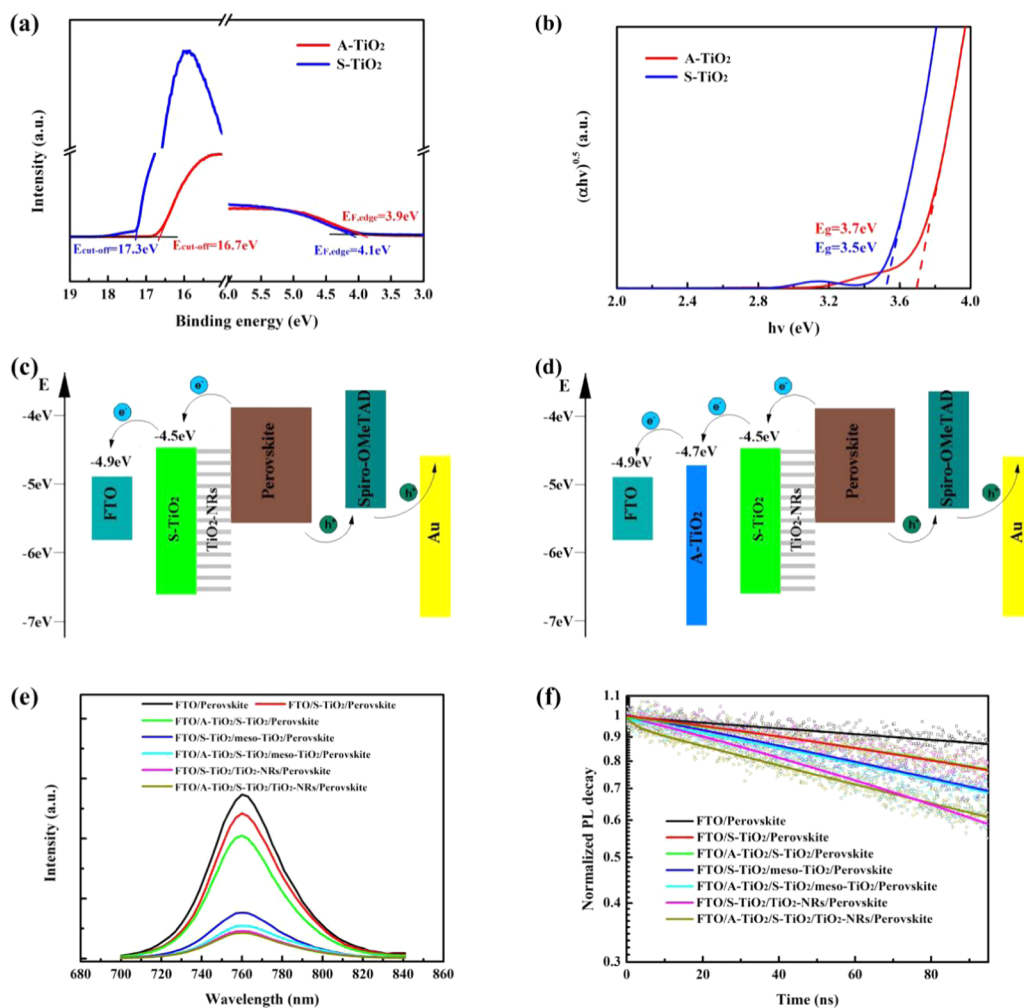 (a)
A-TiO₂
S-TiO₂
Intensity (a.u.)
E_F,edge=3.9eV
E_cut-off=17.3eV
E_cut-off=16.7eV
E_F,edge=4.1eV
19 18 17 16 6.0 5.5 5.0 4.5 4.0 3.5 3.0
Binding energy (eV)
(b)
A-TiO₂
S-TiO₂
(αhv)^0.5 (a.u.)
Eg=3.7eV
Eg=3.5eV
2.0 2.4 2.8 3.2 3.6 4.0
hv (eV)
(c)
E
-4eV
-5eV
-6eV
-7eV
e-
e-
-4.5eV
-4.9eV
FTO
S-TiO₂
TiO₂-NRs
Perovskite
Spiro-OMeTAD
h+
h+
Au
(d)
E
-4eV
-5eV
-6eV
-7eV
e-
e-
e-
-4.5eV
-4.7eV
-4.9eV
FTO
A-TiO₂
S-TiO₂
TiO₂-NRs
Perovskite
Spiro-OMeTAD
h+
h+
Au
(e)
FTO/Perovskite FTO/S-TiO₂/Perovskite
FTO/A-TiO₂/S-TiO₂/Perovskite
FTO/S-TiO₂/meso-TiO₂/Perovskite
FTO/A-TiO₂/S-TiO₂/meso-TiO₂/Perovskite
FTO/S-TiO₂/TiO₂-NRs/Perovskite
FTO/A-TiO₂/S-TiO₂/TiO₂-NRs/Perovskite
Intensity (a.u.)
680 700 720 740 760 780 800 820 840 860
Wavelength (nm)
(f)
1.1
1
0.9
0.8
0.7
0.6
0.5
0.4
0.3
Normalized PL decay
FTO/Perovskite
FTO/S-TiO₂/Perovskite
FTO/A-TiO₂/S-TiO₂/Perovskite
FTO/S-TiO₂/meso-TiO₂/Perovskite
FTO/A-TiO₂/S-TiO₂/meso-TiO₂/Perovskite
FTO/S-TiO₂/TiO₂-NRs/Perovskite
FTO/A-TiO₂/S-TiO₂/TiO₂-NRs/Perovskite
0 20 40 60 80
Time (ns)